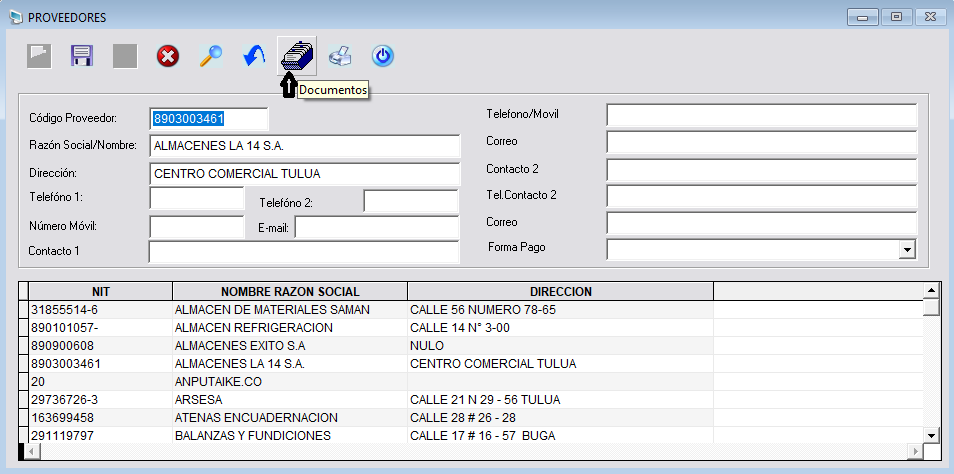 PROVEEDORES
Documentos
Código Proveedor: 8903003461
Razón Social/Nombre: ALMACENES LA 14 S.A.
Dirección: CENTRO COMERCIAL TULUA
Telefóno 1: Telefóno 2:
Número Móvil: E-mail:
Contacto 1
Telefono/Movil
Correo
Contacto 2
Tel.Contacto 2
Correo
Forma Pago
NIT NOMBRE RAZON SOCIAL DIRECCION
31855514-6 ALMACEN DE MATERIALES SAMAN CALLE 56 NUMERO 78-65
890101057- ALMACEN REFRIGERACION CALLE 14 N° 3-00
890900608 ALMACENES EXITO S.A NULO
8903003461 ALMACENES LA 14 S.A. CENTRO COMERCIAL TULUA
20 ANPUTAIKE.CO
29736726-3 ARSESA CALLE 21 N 29 - 56 TULUA
163699458 ATENAS ENCUADERNACION CALLE 28 # 26 - 28
291119797 BALANZAS Y FUNDICIONES CALLE 17 # 16 - 57 BUGA